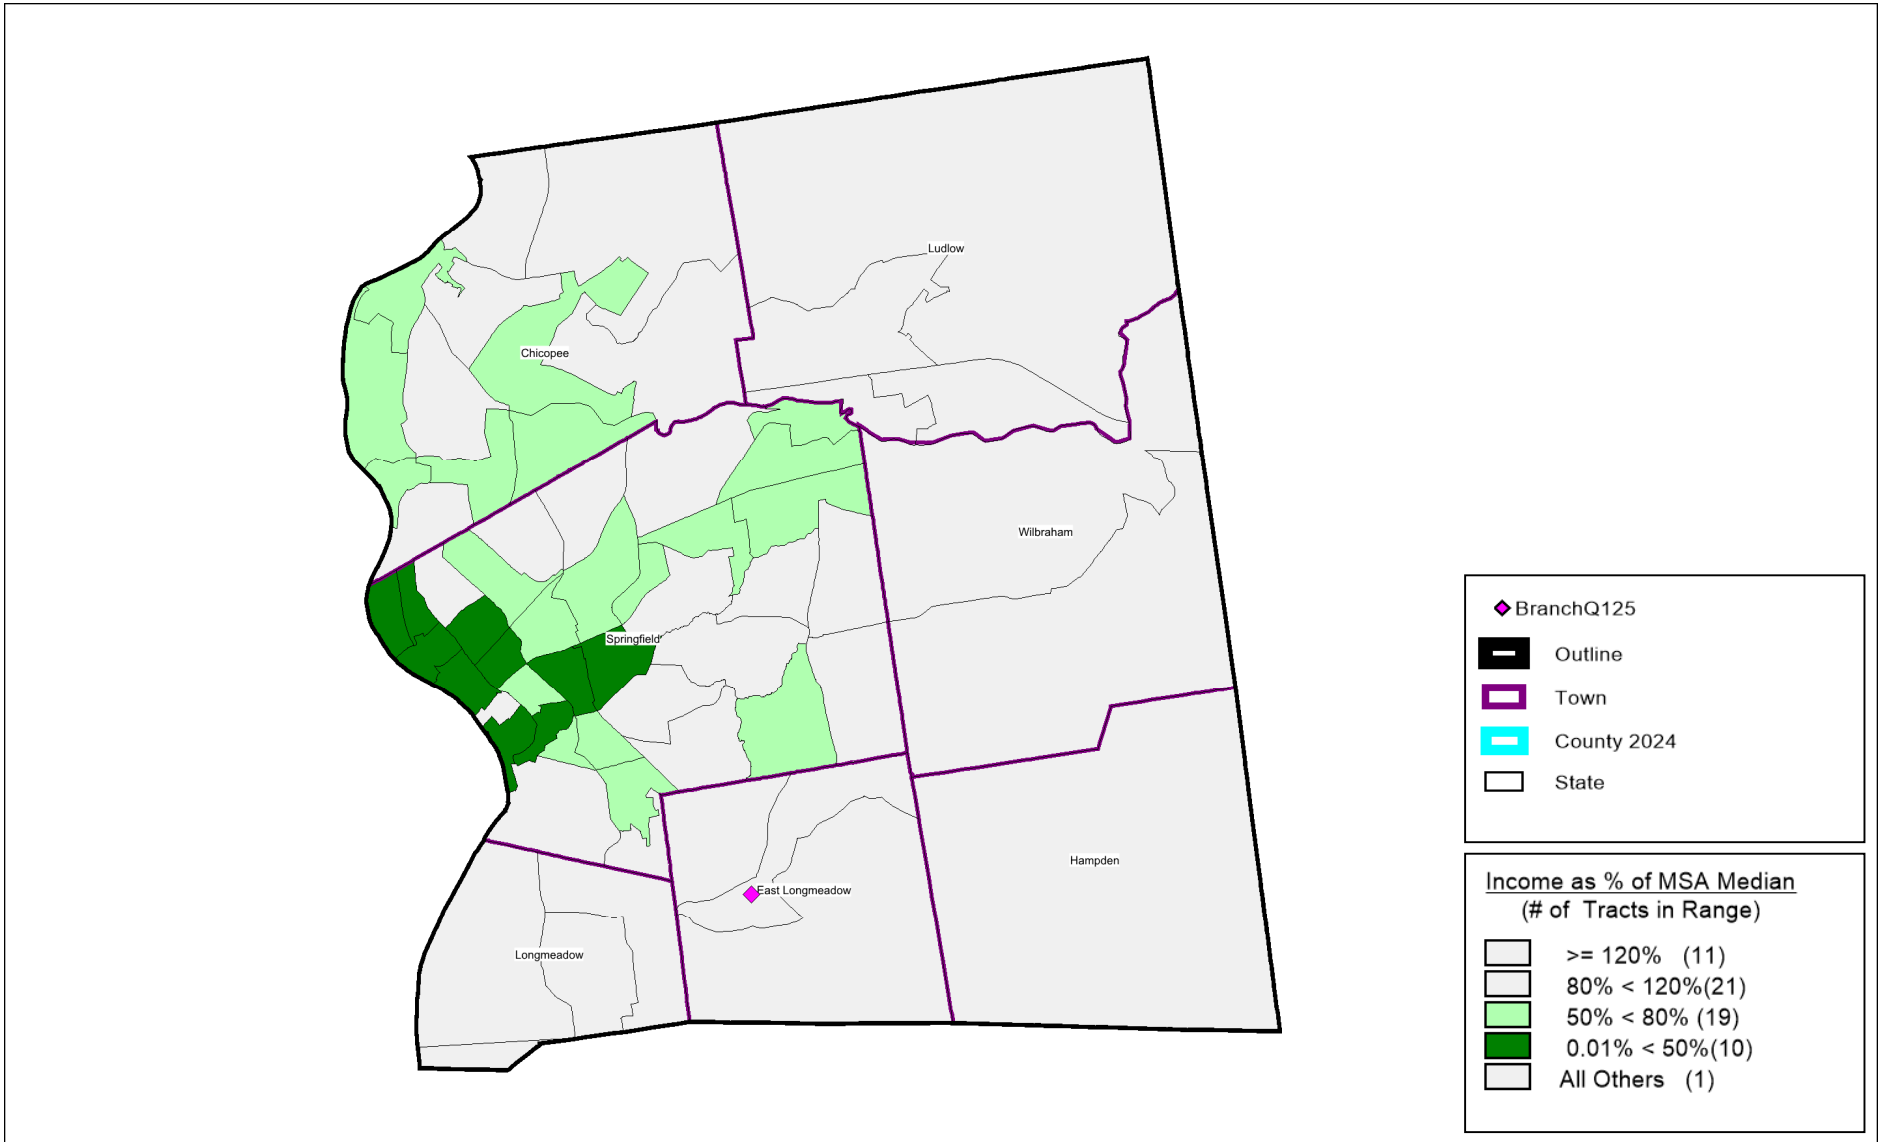 Ludlow
Chicopee
Wilbraham
Springfield
Hampden
East Longmeadow
Longmeadow
BranchQ125
Outline
Town
County 2024
State
Income as % of MSA Median
(# of Tracts in Range)
>= 120% (11)
80% < 120%(21)
50% < 80% (19)
0.01% < 50%(10)
All Others (1)